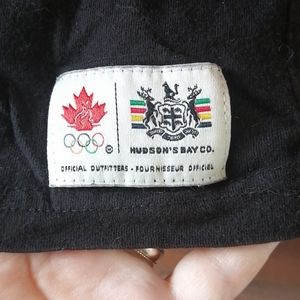 HUDSON'S BAY CO.
OFFICIAL OUTFITTERS - FOURNISSEUR OFFICIEL